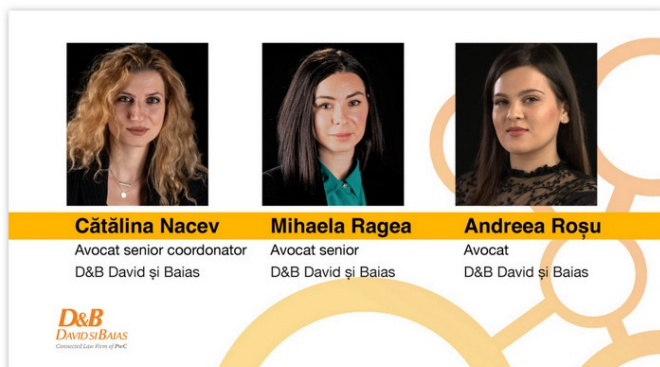 Cătălina Nacev
Avocat senior coordonator
D&B David și Baias
Mihaela Ragea
Avocat senior
D&B David și Baias
Andreea Roșu
Avocat
D&B David și Baias
D&B
DAVID SI BAIAS
Connected Law Firm of PwC